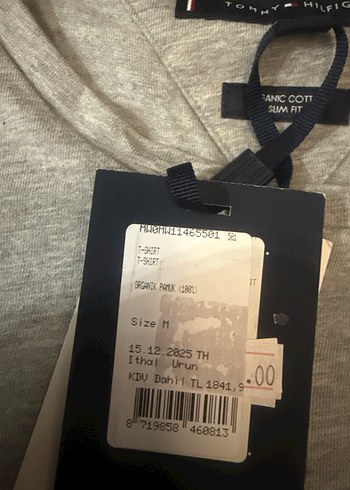 TOMMY HILFIG
GANIC COTT
SLIM FIT
MW0MW11465501 501
T-SHIRT
T-SHIRT
ORGANIK PAMUK (100%)
Size M
15.12.2025 TH
Ithal Urun
KDV Dahil TL 1841,9
.00
8 719858 460813